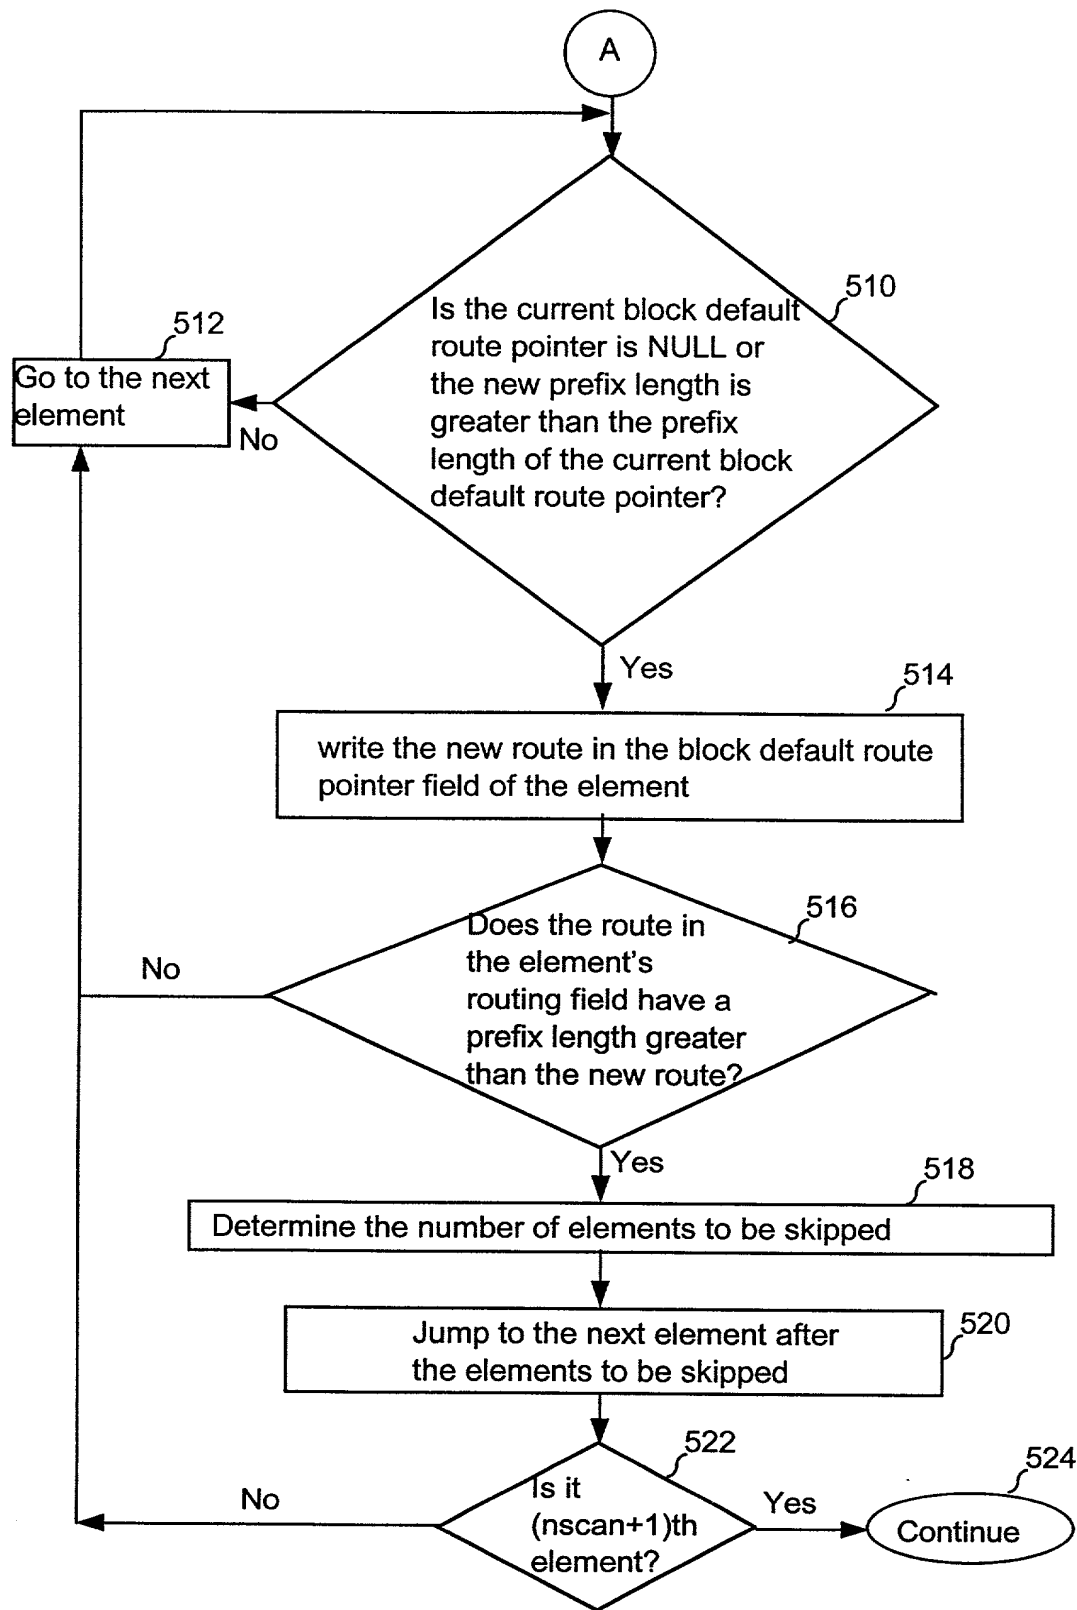 A
510
Is the current block default
route pointer is NULL or
the new prefix length is
greater than the prefix
length of the current block
default route pointer?
512
Go to the next
element
No
Yes
514
write the new route in the block default route
pointer field of the element
516
Does the route in
the element's
routing field have a
prefix length greater
than the new route?
No
Yes
518
Determine the number of elements to be skipped
520
Jump to the next element after
the elements to be skipped
522
Is it
(nscan+1)th
element?
No
Yes
524
Continue